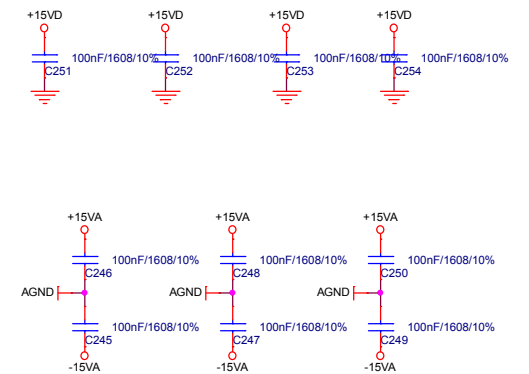 +15VD +15VD +15VD +15VD
100nF/1608/10% 100nF/1608/10% 100nF/1608/10% 100nF/1608/10%
C251 C252 C253 C254
+15VA +15VA +15VA
100nF/1608/10% 100nF/1608/10% 100nF/1608/10%
C246 C248 C250
AGND AGND AGND
100nF/1608/10% 100nF/1608/10% 100nF/1608/10%
C245 C247 C249
-15VA -15VA -15VA